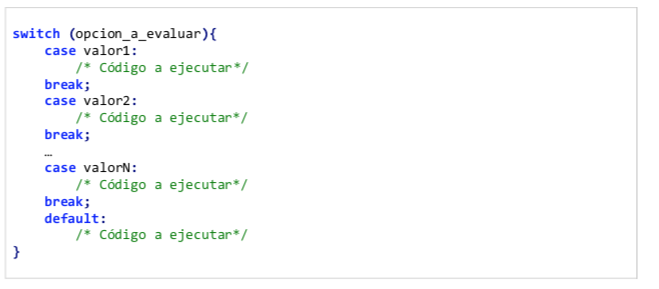 switch (opcion_a_evaluar){
    case valor1:
        /* Código a ejecutar*/
    break;
    case valor2:
        /* Código a ejecutar*/
    break;
    …
    case valorN:
        /* Código a ejecutar*/
    break;
    default:
        /* Código a ejecutar*/
}